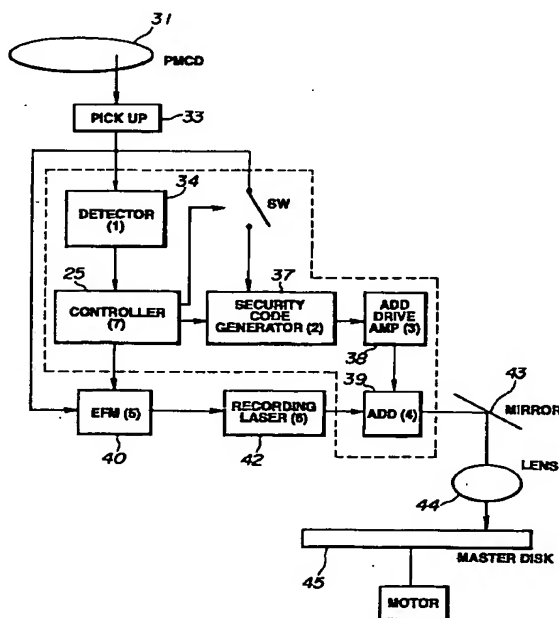 31
PMCD
PICK UP
33
34
DETECTOR
(1)
SW
25
CONTROLLER
(7)
37
SECURITY
CODE
GENERATOR (2)
ADD
DRIVE
AMP (3)
38
39
EFM (5)
40
RECORDING
LASER (6)
42
ADD (4)
43
MIRROR
LENS
44
45
MASTER DISK
MOTOR